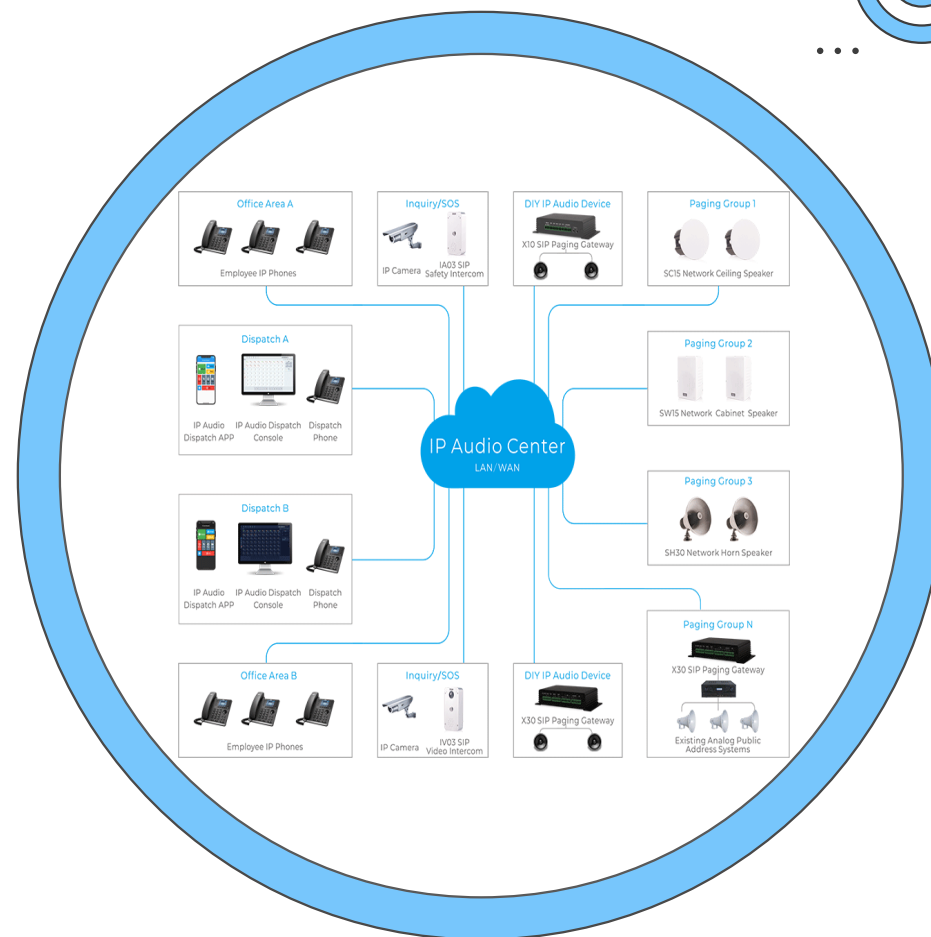 Office Area A
Employee IP Phones
Inquiry/SOS
IP Camera
IA03 SIP
Safety Intercom
DIY IP Audio Device
X10 SIP Paging Gateway
Paging Group 1
SC15 Network Ceiling Speaker
Dispatch A
IP Audio
Dispatch APP
IP Audio Dispatch
Console
Dispatch
Phone
Paging Group 2
SW15 Network Cabinet Speaker
IP Audio Center
LAN/WAN
Dispatch B
IP Audio
Dispatch APP
IP Audio Dispatch
Console
Dispatch
Phone
Paging Group 3
SH30 Network Horn Speaker
Office Area B
Employee IP Phones
Inquiry/SOS
IP Camera
IV03 SIP
Video Intercom
DIY IP Audio Device
X30 SIP Paging Gateway
Paging Group N
X30 SIP Paging Gateway
Existing Analog Public
Address Systems